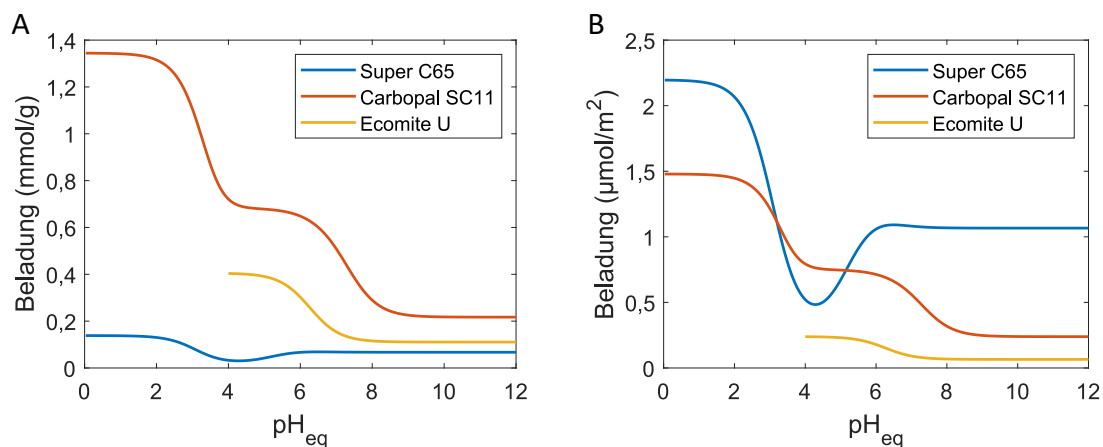 A
Beladung (mmol/g)
1,4
1,2
1
0,8
0,6
0,4
0,2
0
0 2 4 6 8 10 12
pH_eq
Super C65
Carbopal SC11
Ecomite U
B
Beladung (µmol/m²)
2,5
2
1,5
1
0,5
0
0 2 4 6 8 10 12
pH_eq
Super C65
Carbopal SC11
Ecomite U